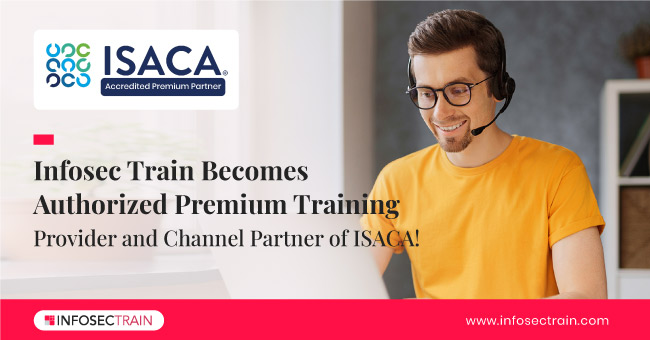 ISACA®
Accredited Premium Partner
Infosec Train Becomes
Authorized Premium Training
Provider and Channel Partner of ISACA!
INFOSECTRAIN
www.infosectrain.com